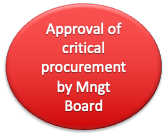 Approval of
critical
procurement
by Mngt
Board